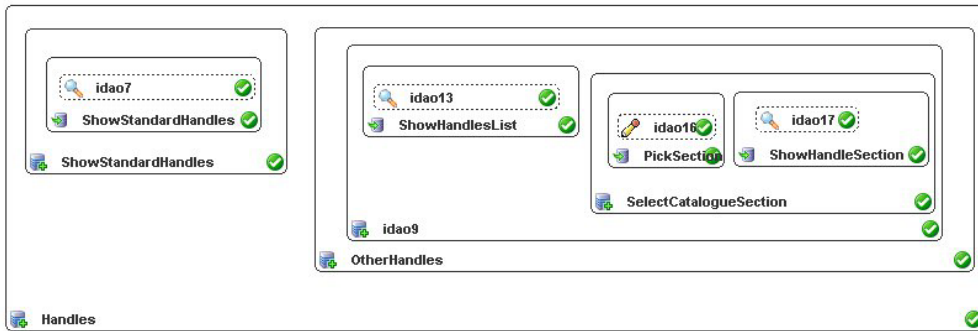 idao7
ShowStandardHandles
ShowStandardHandles
idao13
ShowHandlesList
idao16
PickSection
idao17
ShowHandleSection
SelectCatalogueSection
idao9
OtherHandles
Handles